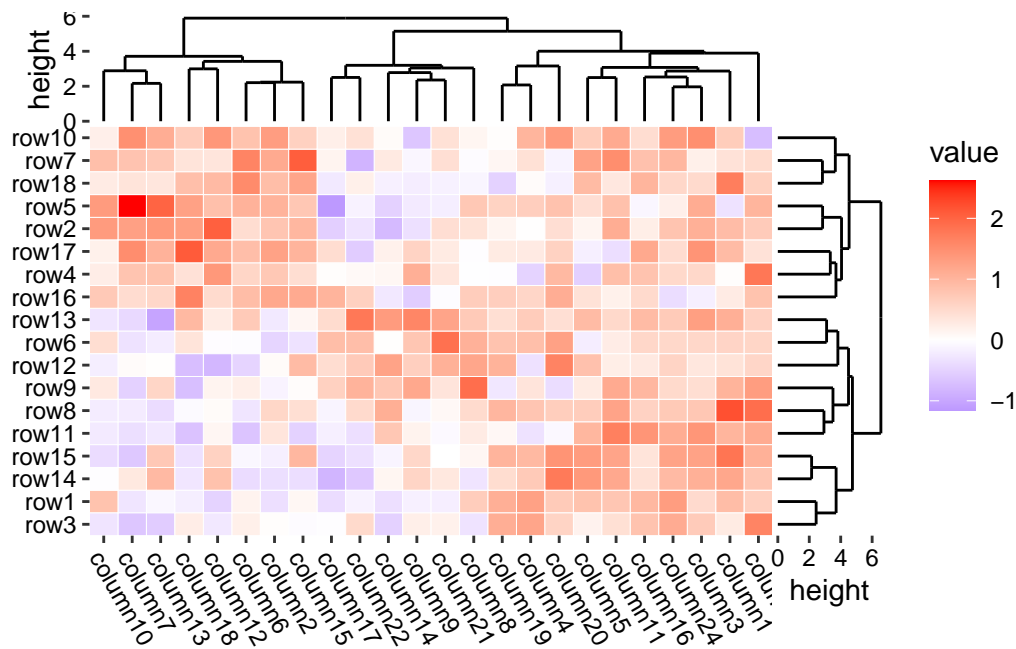 6
4
2
0
height
row10
row7
row18
row5
row2
row17
row4
row16
row13
row6
row12
row9
row8
row11
row15
row14
row1
row3
column10
column7
column13
column18
column12
column6
column2
column15
column17
column22
column14
column9
column21
column8
column19
column4
column20
column5
column11
column16
column24
column3
column1
0 2 4 6
height
value
2
1
0
−1